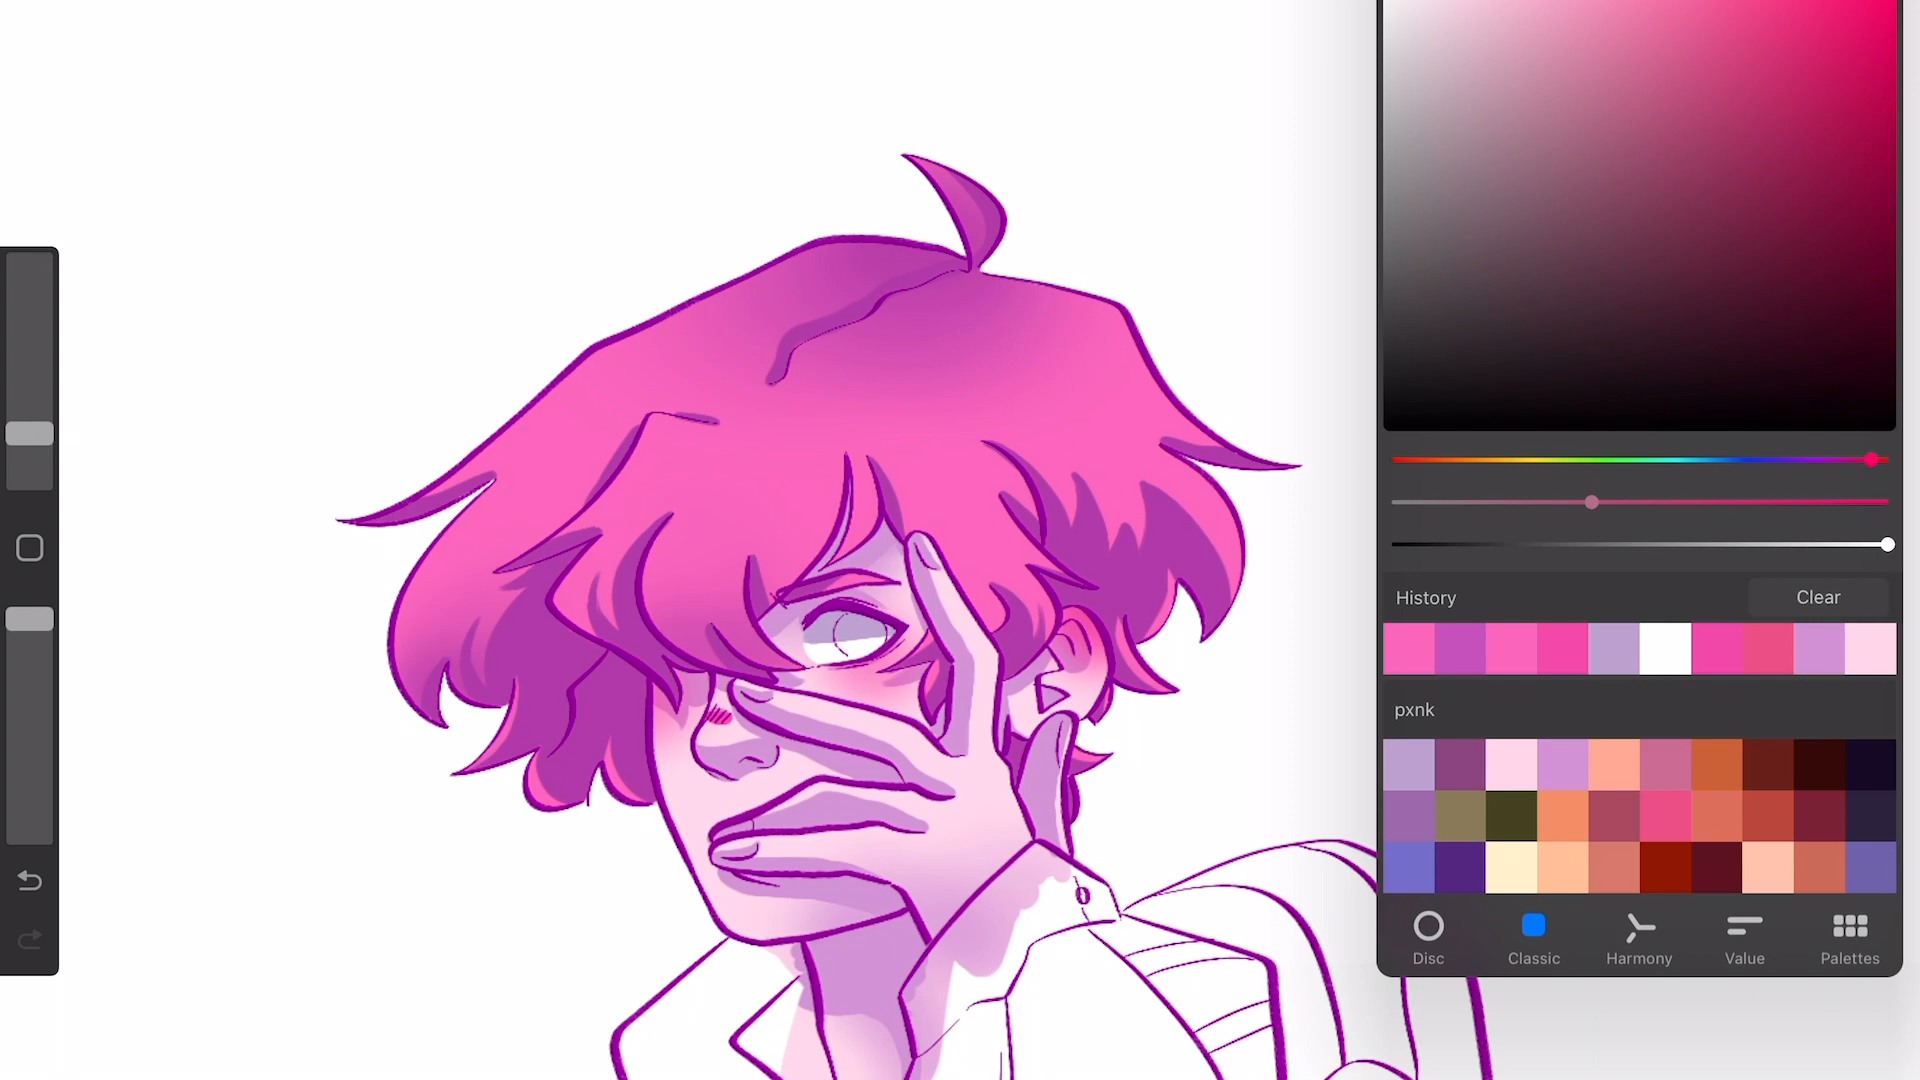 History
Clear
pxnk
Disc
Classic
Harmony
Value
Palettes